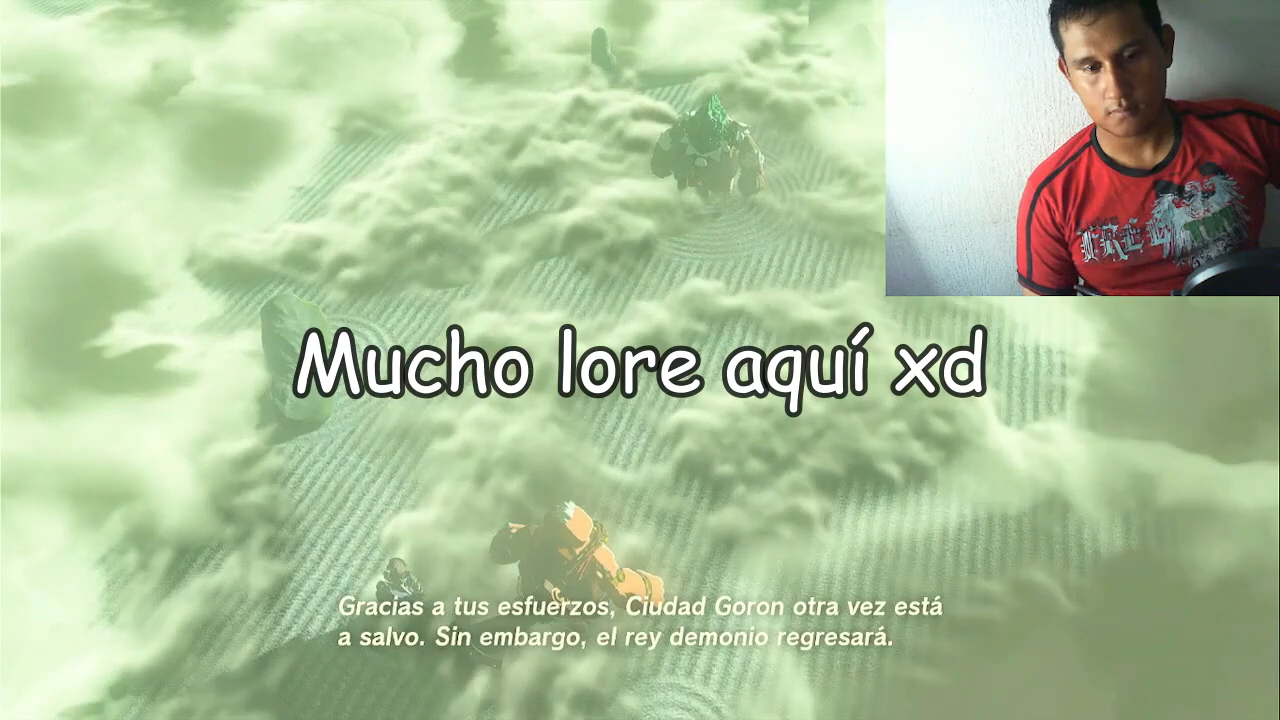 Mucho lore aquí xd
Gracias a tus esfuerzos, Ciudad Goron otra vez está
a salvo. Sin embargo, el rey demonio regresará.